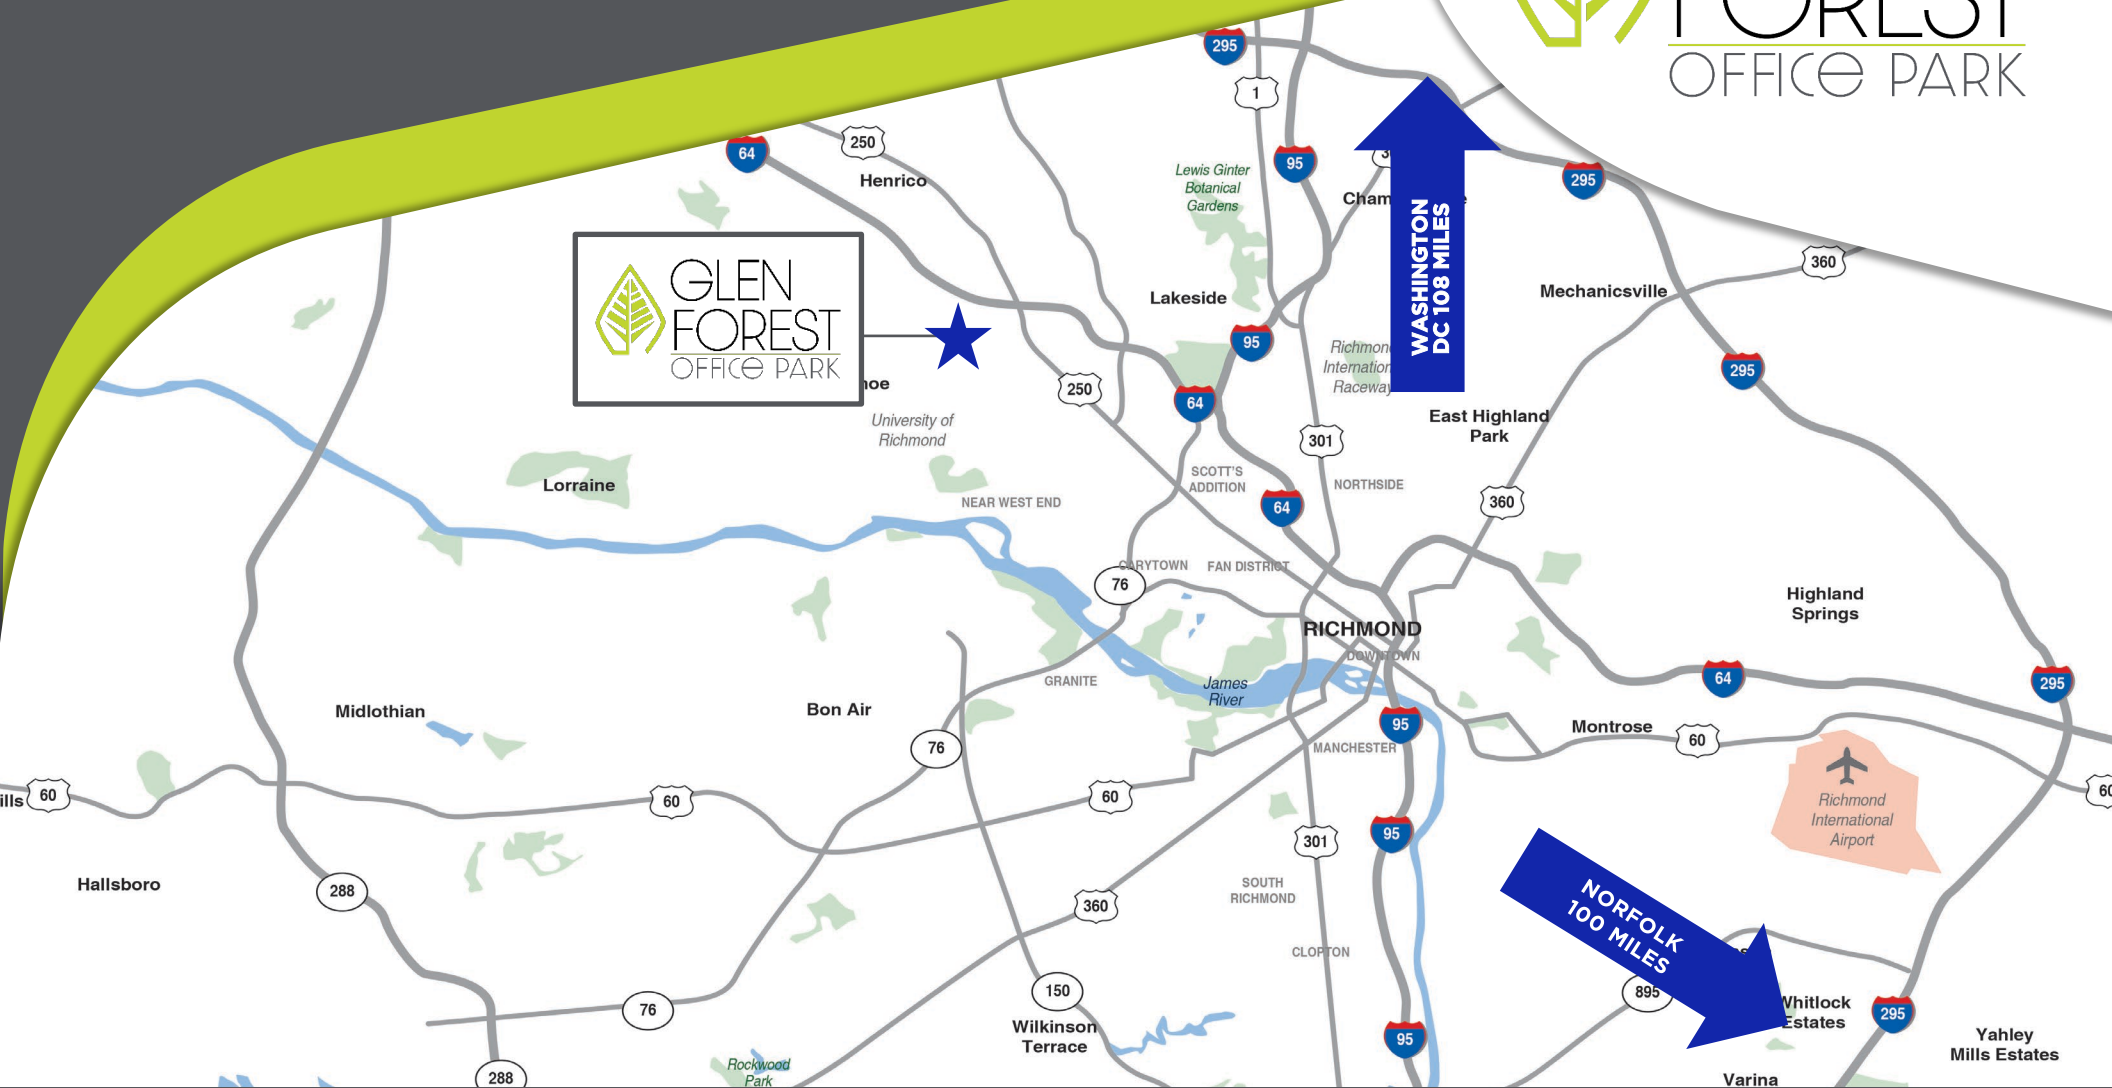 FOREST
OFFICE PARK
295
1
250
64
Henrico
95
Lewis Ginter
Botanical
Gardens
295
WASHINGTON
DC 108 MILES
GLEN
FOREST
OFFICE PARK
360
Mechanicsville
Lakeside
95
295
250
64
University of
Richmond
East Highland
Park
301
SCOTT'S
ADDITION
NORTHSIDE
Lorraine
NEAR WEST END
64
360
CARYTOWN
FAN DISTRICT
76
Highland
Springs
RICHMOND
DOWNTOWN
GRANITE
James
River
64
295
Midlothian
Bon Air
95
Montrose
60
76
MANCHESTER
60
60
60
60
Richmond
International
Airport
301
95
Hallsboro
288
SOUTH
RICHMOND
360
NORFOLK
100 MILES
CLOPTON
150
895
Whitlock
Estates
76
295
Wilkinson
Terrace
95
Yahley
Mills Estates
Rockwood
Park
288
Varina